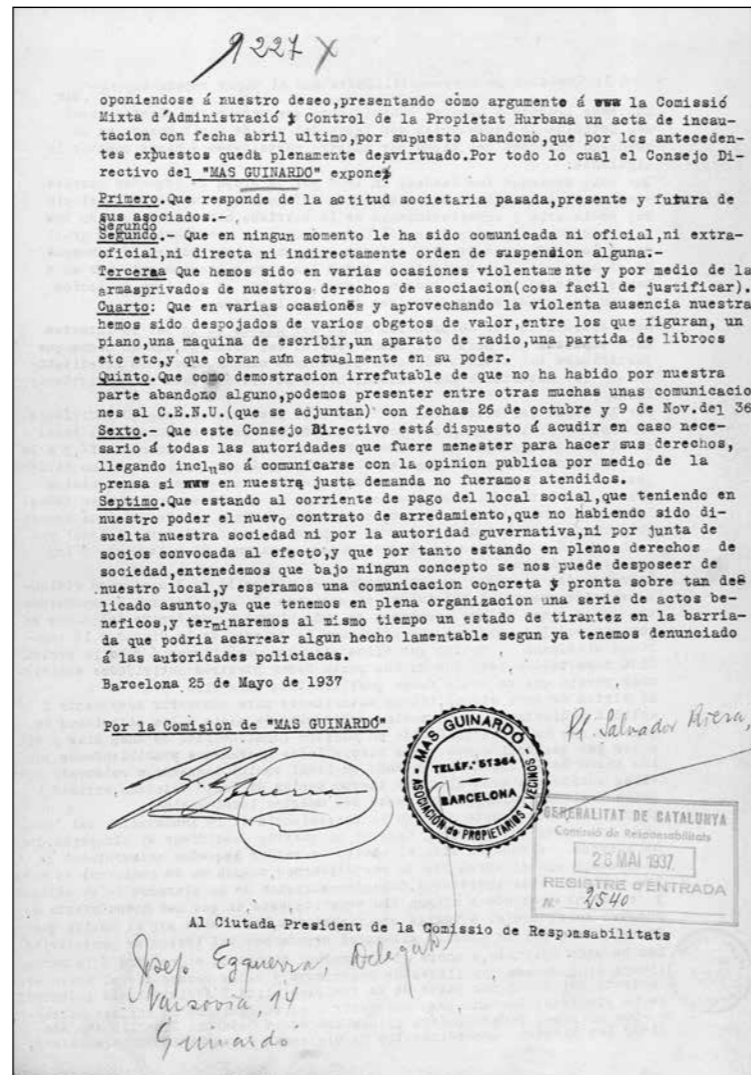 1227 X
oponiendose á nuestro deseo,presentando como argumente á www la Comissió
Mixta d'Administració y Control de la Propietat Hurbana un acta de incau-
tacion con fecha abril ultimo,por supuesto abandono,que por los anteceden-
tes expuestos queda plenamente desvirtuado.Por todo lo cual el Consejo Di-
rectivo del "MAS GUINARDO" expone:
Primero.Que responde de la actitud societaria pasada,presente y futura de
sus asociados.-
Segundo
Segundo.- Que en ningun momento le ha sido comunicada ni oficial,ni extra-
oficial,ni directa ni indirectamente orden de suspension alguna:-
Terceraa Que hemos sido en varias ocasiones violentamente y por medio de la
armasprivados de nuestros derechos de asociacion(cosa facil de justificar).
Cuarto: Que en varias ocasiones y aprovechando la violenta ausencia nuestra
hemos sido despojados de varios obgetos de valor,entre los que figuran, un
piano,una maquina de escribir,un aparato de radio,una partida de librocs
etc etc,y que obran aun actualmente en su poder.
Quinto.Que como demostracion irrefutable de que no ha habido por nuestra
parte abandono alguno,podemos presenter entre otras muchas unas comunicacio
nes al C.E.N.U.(que se adjuntan) con fechas 26 de octubre y 9 de Nov.del 36
Sexto.- Que este Consejo Directivo está dispuesto á acudir en caso nece-
sario á todas las autoridades que fuere menester para hacer sus derechos,
llegando incluso á comunicarse con la opinion publica por medio de la
prensa si www en nuestra justa demanda no fueramos atendidos.
Septimo.Que estando al corriente de pago del local social,que teniendo en
nuestro poder el nuevo contrato de arredamiento,que no habiendo sido di-
suelta nuestra sociedad ni por la autoridad guvernativa,ni por junta de
socios convocada al efecto,y que por tanto estando en plenos derechos de
sociedad,entenedemos que bajo ningun concepto se nos puede desposeer de
nuestro local,y esperamos una comunicacion concreta y pronta sobre tan de
licado asunto,ya que tenemos en plena organizacion una serie de actos be-
neficos,y terminaremos al mismo tiempo un estado de tirantez en la barria-
da que podria acarrear algun hecho lamentable segun ya tenemos denunciado
á las autoridades policiacas.
Barcelona 25 de Mayo de 1937
Por la Comision de "MAS GUINARDO"
MAS GUINARDÓ
TELÉF. 51364
BARCELONA
ASOCIACIÓN de PROPIETARIOS y VECINOS
Pl. Salvador Riera,
GENERALITAT DE CATALUNYA
Comissió de Responsabilitats
28 MAI 1937
REGISTRE D'ENTRADA
Nº 2540
Al Ciutada President de la Comissio de Responsabilitats
Josep Ezquerra, Delegat
Varsovia, 14
Guinardó